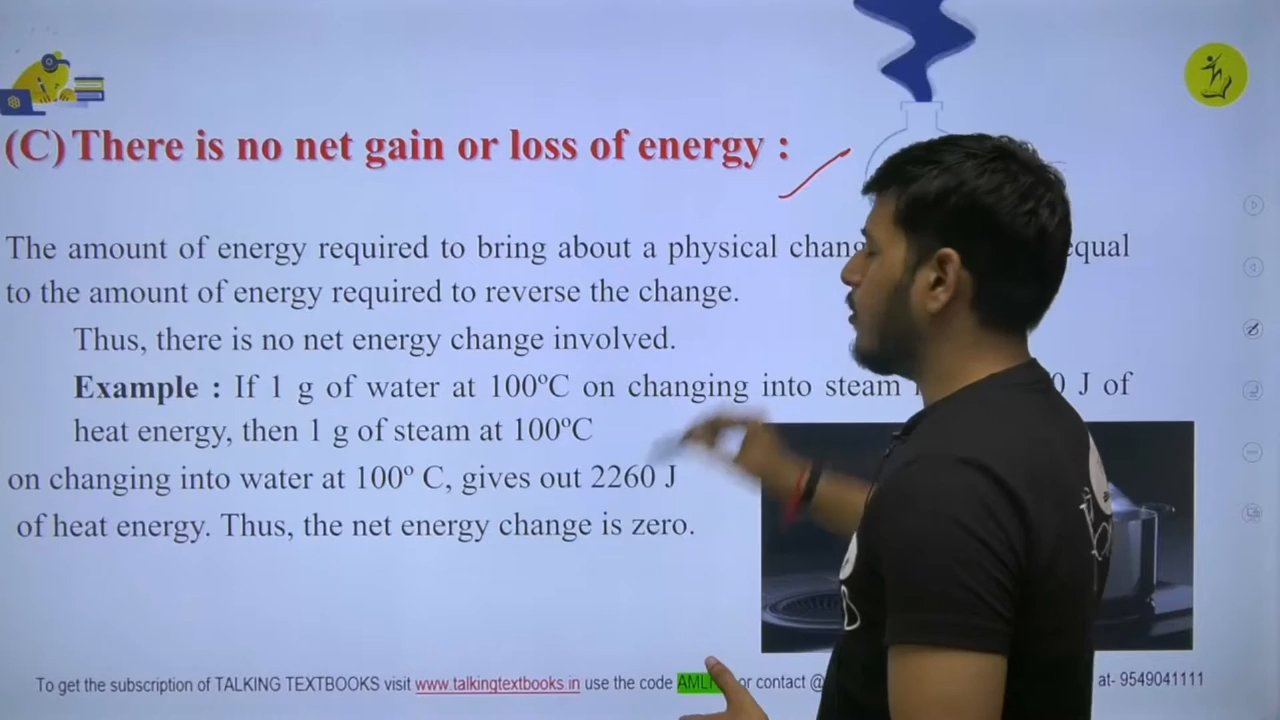 (C) There is no net gain or loss of energy :
The amount of energy required to bring about a physical equal
to the amount of energy required to reverse the change.
Thus, there is no net energy change involved.
Example : If 1 g of water at 100ºC on changing into steam J of
heat energy, then 1 g of steam at 100ºC
on changing into water at 100º C, gives out 2260 J
of heat energy. Thus, the net energy change is zero.
To get the subscription of TALKING TEXTBOOKS visit www.talkingtextbooks.in use the code or contact @ at- 9549041111